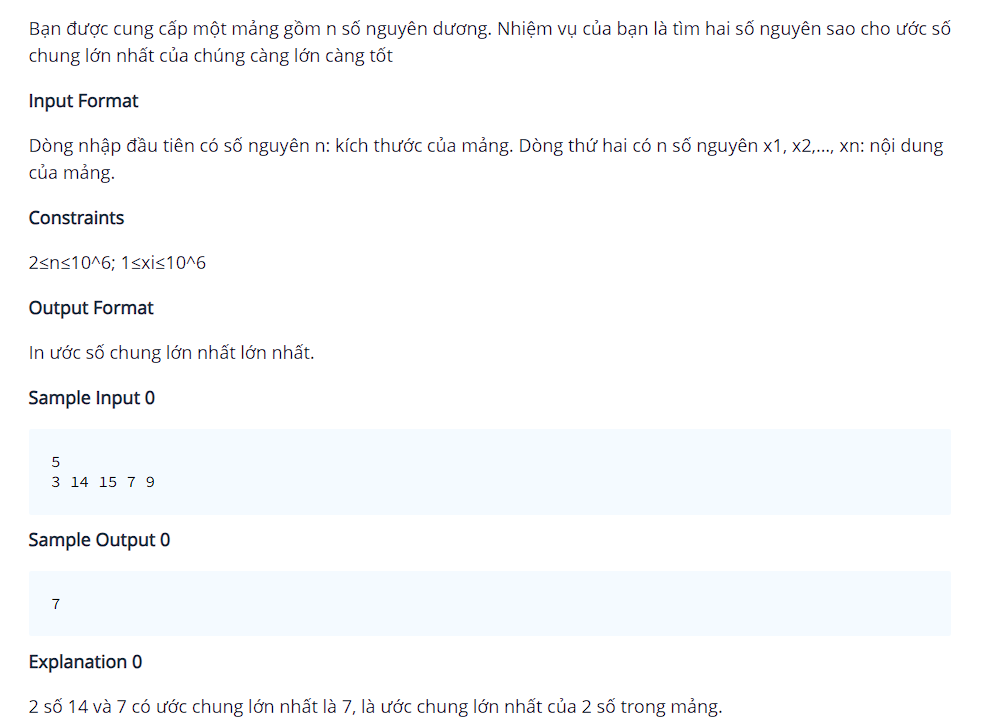 Bạn được cung cấp một mảng gồm n số nguyên dương. Nhiệm vụ của bạn là tìm hai số nguyên sao cho ước số
chung lớn nhất của chúng càng lớn càng tốt
Input Format
Dòng nhập đầu tiên có số nguyên n: kích thước của mảng. Dòng thứ hai có n số nguyên x1, x2,..., xn: nội dung
của mảng.
Constraints
2≤n≤10^6; 1≤xi≤10^6
Output Format
In ước số chung lớn nhất lớn nhất.
Sample Input 0
5
3 14 15 7 9
Sample Output 0
7
Explanation 0
2 số 14 và 7 có ước chung lớn nhất là 7, là ước chung lớn nhất của 2 số trong mảng.